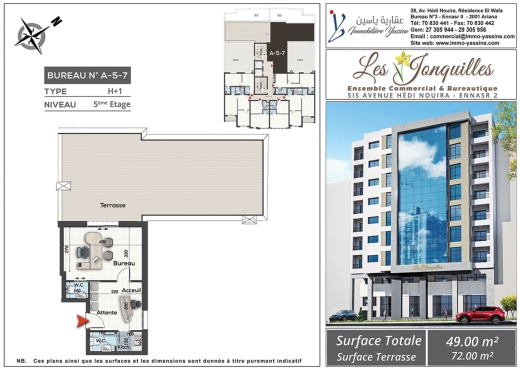 عقارية ياسين
Immobilière Yassine
28, Av. Hédi Nouira, Résidence El Wafa
Bureau N°3 - Ennasr II - 2001 Ariana
Tél: 70 830 441 - Fax: 70 830 442
Gsm: 27 305 944 - 29 305 956
Email : commercial@immo-yassine.com
Site web: www.immo-yassine.com
N
BUREAU N° A-5-7
TYPE H+1
NIVEAU 5ème Etage
A-5-7
Les Jonquilles
Ensemble Commercial & Bureautique
SIS AVENUE HÉDI NOUIRA - ENNASR 2
Terrasse
Bureau
W.C.
Acceuil
Attente
W.C.
Kitch.
Les Jonquilles
Surface Totale 49.00 m²
Surface Terrasse 72.00 m²
NB. Ces plans ainsi que les surfaces et les dimensions sont donnés à titre purement indicatif